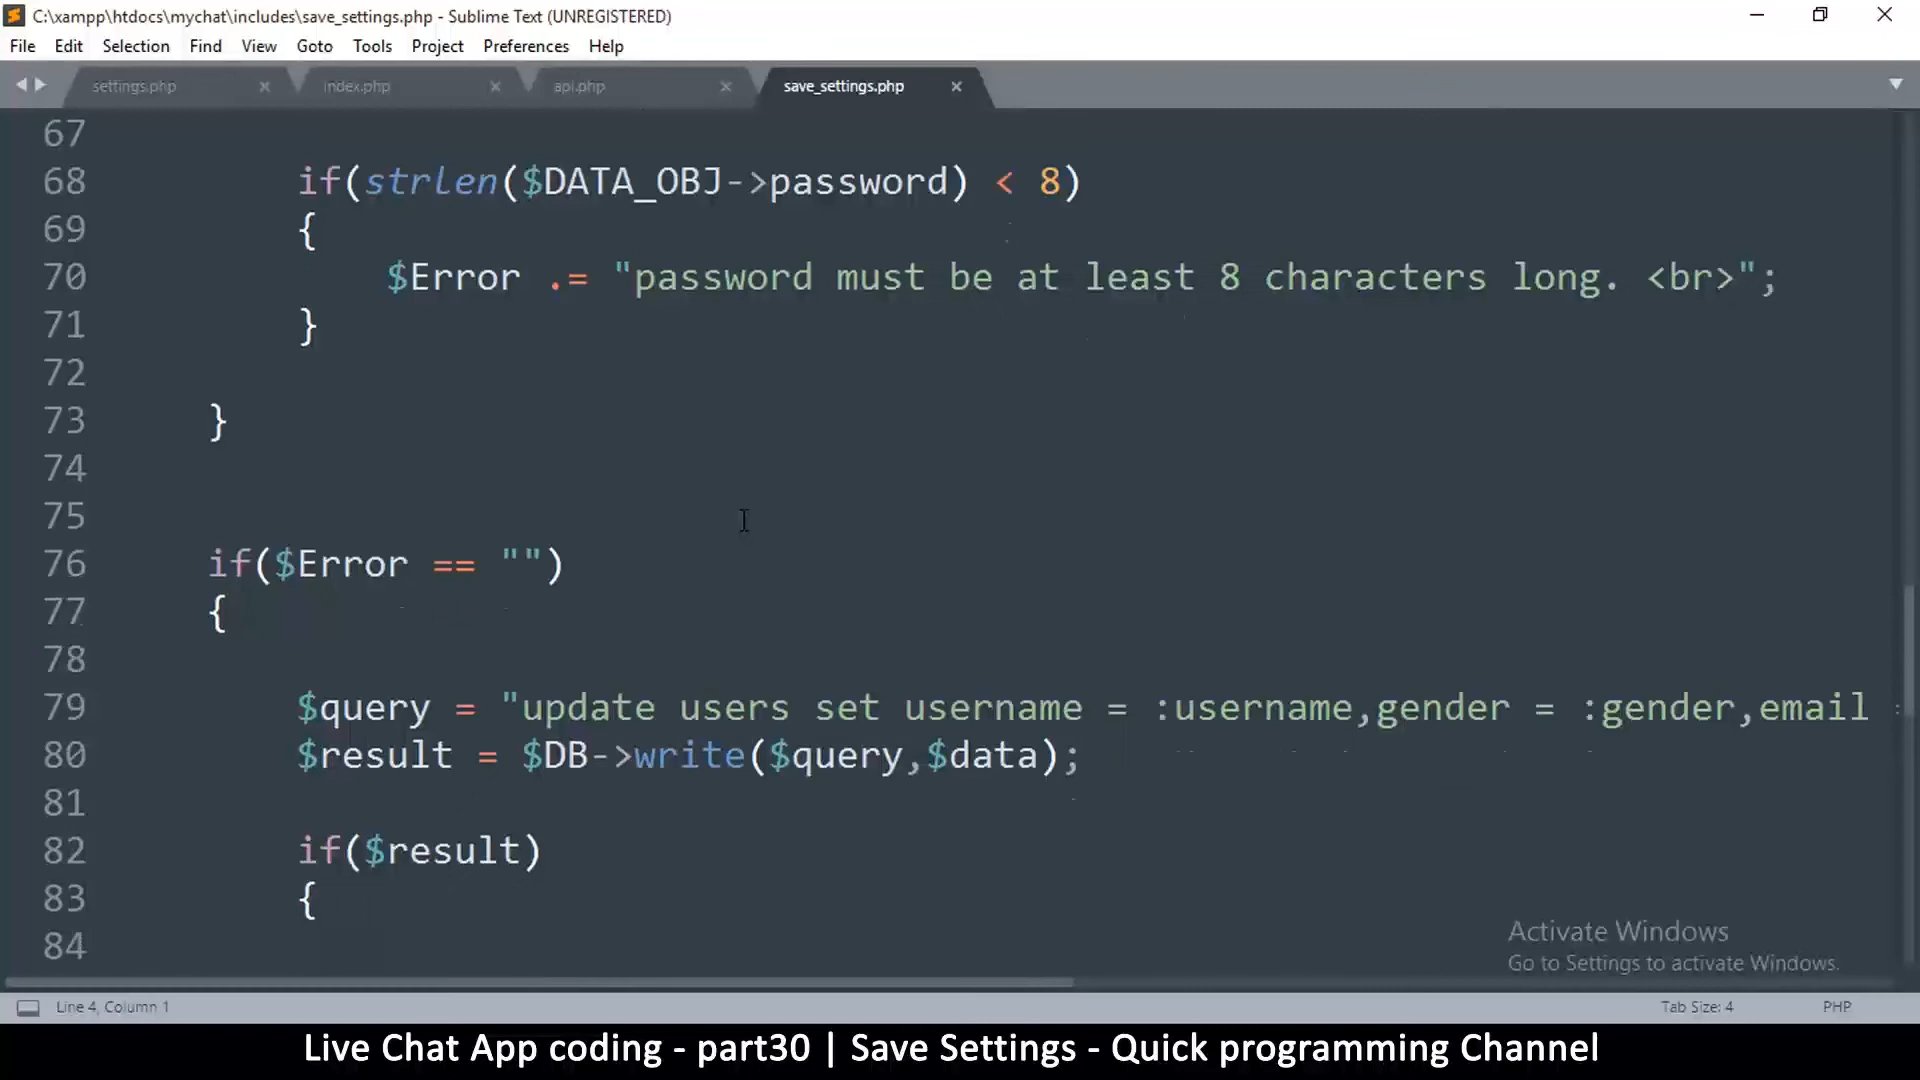 C:\xampp\htdocs\mychat\includes\save_settings.php - Sublime Text (UNREGISTERED)
File Edit Selection Find View Goto Tools Project Preferences Help
settings.php index.php api.php save_settings.php
67
68 if(strlen($DATA_OBJ->password) < 8)
69 {
70 $Error .= "password must be at least 8 characters long. <br>";
71 }
72
73 }
74
75
76 if($Error == "")
77 {
78
79 $query = "update users set username = :username,gender = :gender,email
80 $result = $DB->write($query,$data);
81
82 if($result)
83 {
84
Activate Windows
Go to Settings to activate Windows.
Line 4, Column 1 Tab Size: 4 PHP
Live Chat App coding - part30 | Save Settings - Quick programming Channel